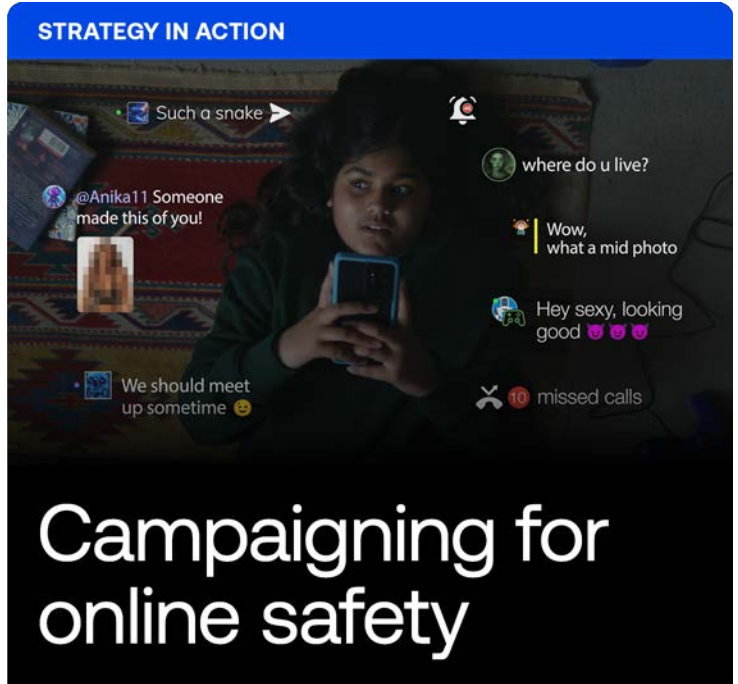 STRATEGY IN ACTION
Such a snake
where do u live?
@Anika11 Someone
made this of you!
Wow,
what a mid photo
Hey sexy, looking
good 😈😈😈
We should meet
up sometime 😉
10 missed calls
Campaigning for
online safety